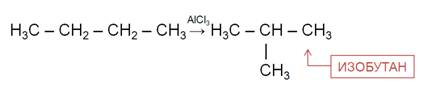 AlCl₃
H₃C – CH₂ – CH₂ – CH₃ → H₃C – CH – CH₃
|
CH₃
ИЗОБУТАН